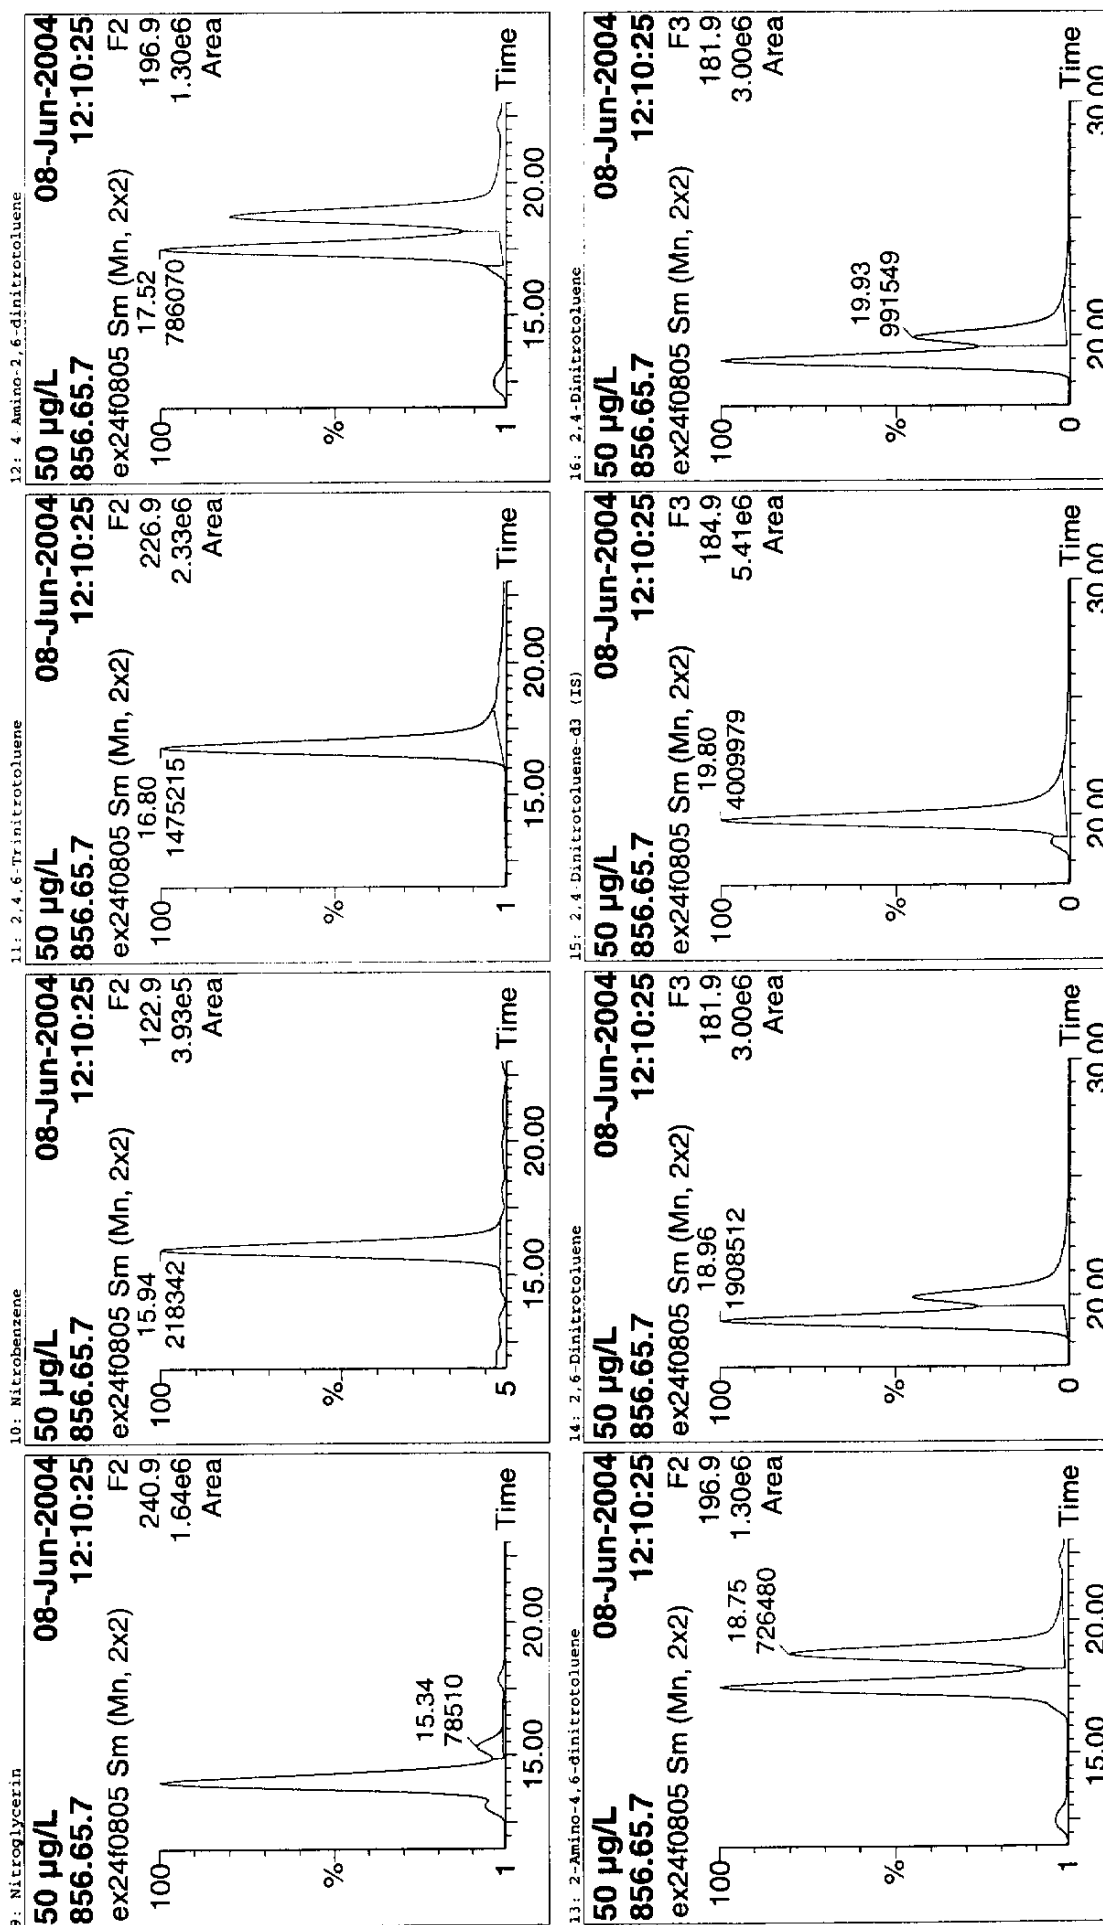 9: Nitroglycerin
50 µg/L 08-Jun-2004
856.65.7 12:10:25
ex24f0805 Sm (Mn, 2x2) F2
240.9
1.64e6
Area
100
%
1
15.34
78510
15.00 20.00 Time
10: Nitrobenzene
50 µg/L 08-Jun-2004
856.65.7 12:10:25
ex24f0805 Sm (Mn, 2x2) F2
15.94 122.9
218342 3.93e5
Area
100
%
5
15.00 20.00 Time
11: 2,4,6-Trinitrotoluene
50 µg/L 08-Jun-2004
856.65.7 12:10:25
ex24f0805 Sm (Mn, 2x2) F2
16.80 226.9
1475215 2.33e6
Area
100
%
1
15.00 20.00 Time
12: 4 Amino-2,6-dinitrotoluene
50 µg/L 08-Jun-2004
856.65.7 12:10:25
ex24f0805 Sm (Mn, 2x2) F2
17.52 196.9
786070 1.30e6
Area
100
%
1
15.00 20.00 Time
13: 2-Amino-4,6-dinitrotoluene
50 µg/L 08-Jun-2004
856.65.7 12:10:25
ex24f0805 Sm (Mn, 2x2) F2
18.75 196.9
726480 1.30e6
Area
100
%
1
15.00 20.00 Time
14: 2,6-Dinitrotoluene
50 µg/L 08-Jun-2004
856.65.7 12:10:25
ex24f0805 Sm (Mn, 2x2) F3
18.96 181.9
1908512 3.00e6
Area
100
%
0
20.00 30.00 Time
15: 2,4-Dinitrotoluene-d3 (IS)
50 µg/L 08-Jun-2004
856.65.7 12:10:25
ex24f0805 Sm (Mn, 2x2) F3
19.80 184.9
4009979 5.41e6
Area
100
%
0
20.00 30.00 Time
16: 2,4-Dinitrotoluene
50 µg/L 08-Jun-2004
856.65.7 12:10:25
ex24f0805 Sm (Mn, 2x2) F3
181.9
3.00e6
Area
19.93
991549
100
%
0
20.00 30.00 Time